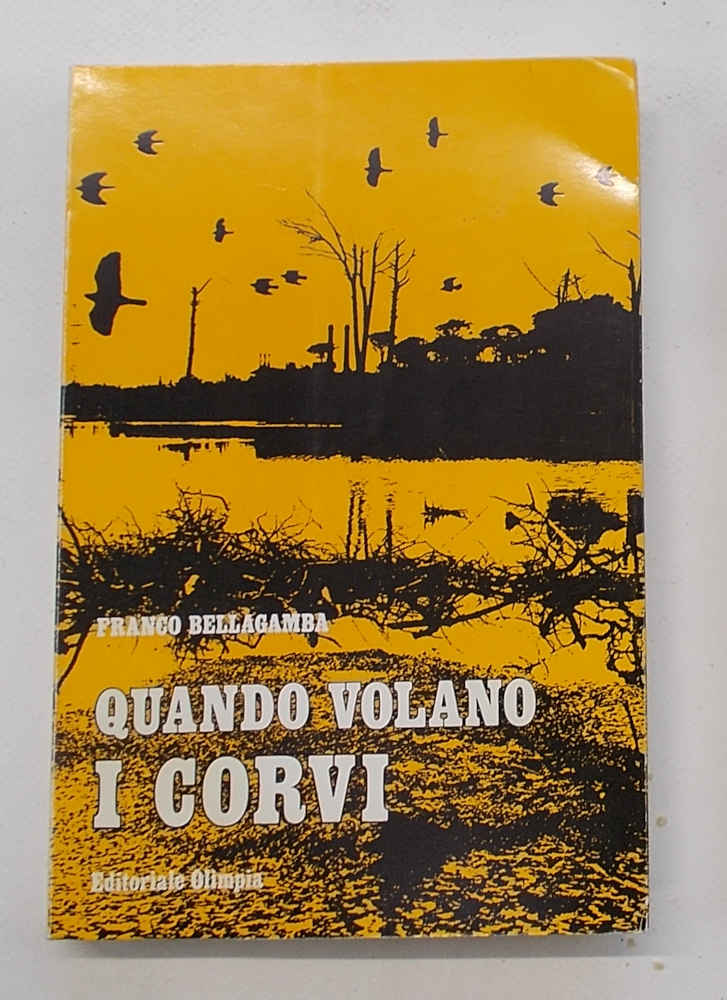 FRANCO BELLAGAMBA
QUANDO VOLANO
I CORVI
Editoriale Olimpia